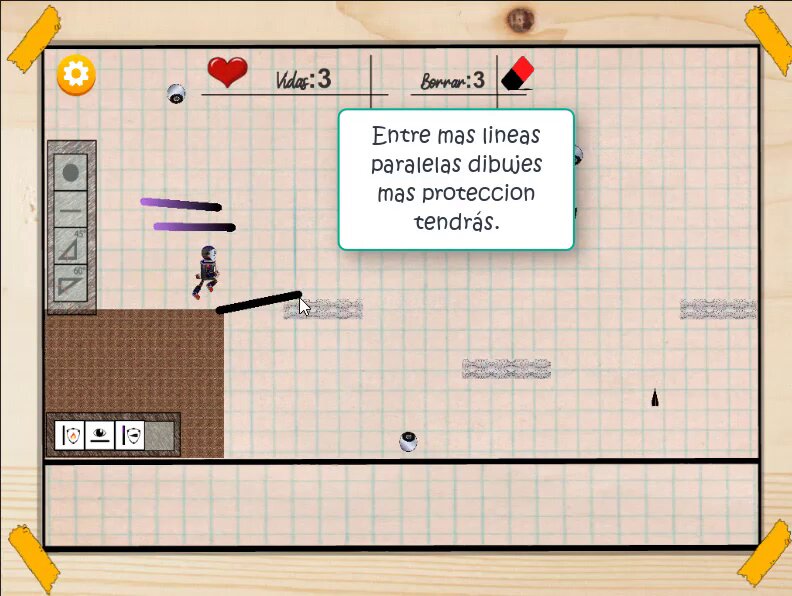 Vidas:3
Borrar:3
Entre mas lineas
paralelas dibujes
mas proteccion
tendrás.
45°
60°